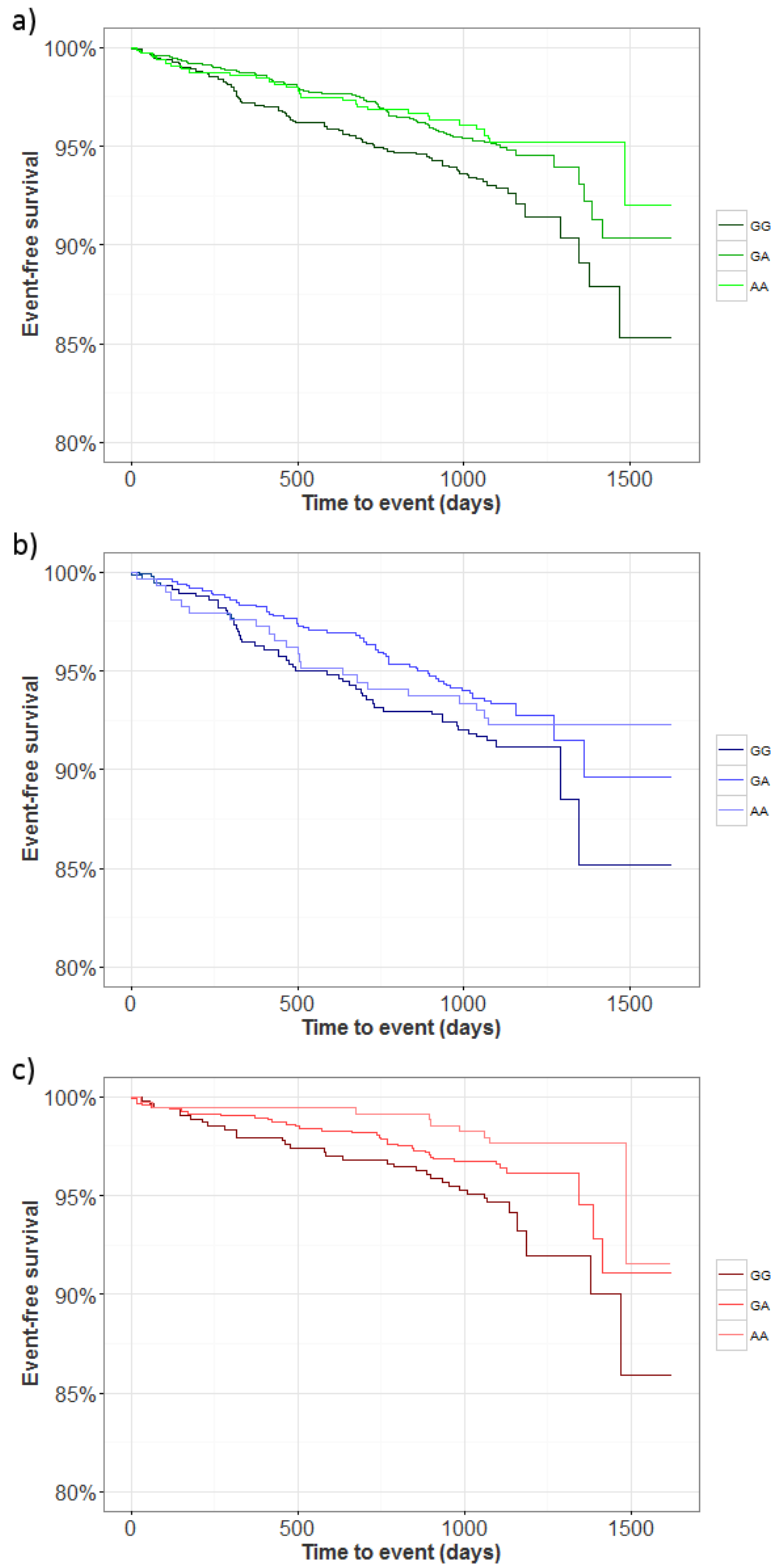 a)
100%
95%
90%
85%
80%
Event-free survival
0 500 1000 1500
Time to event (days)
GG
GA
AA
b)
100%
95%
90%
85%
80%
Event-free survival
0 500 1000 1500
Time to event (days)
GG
GA
AA
c)
100%
95%
90%
85%
80%
Event-free survival
0 500 1000 1500
Time to event (days)
GG
GA
AA